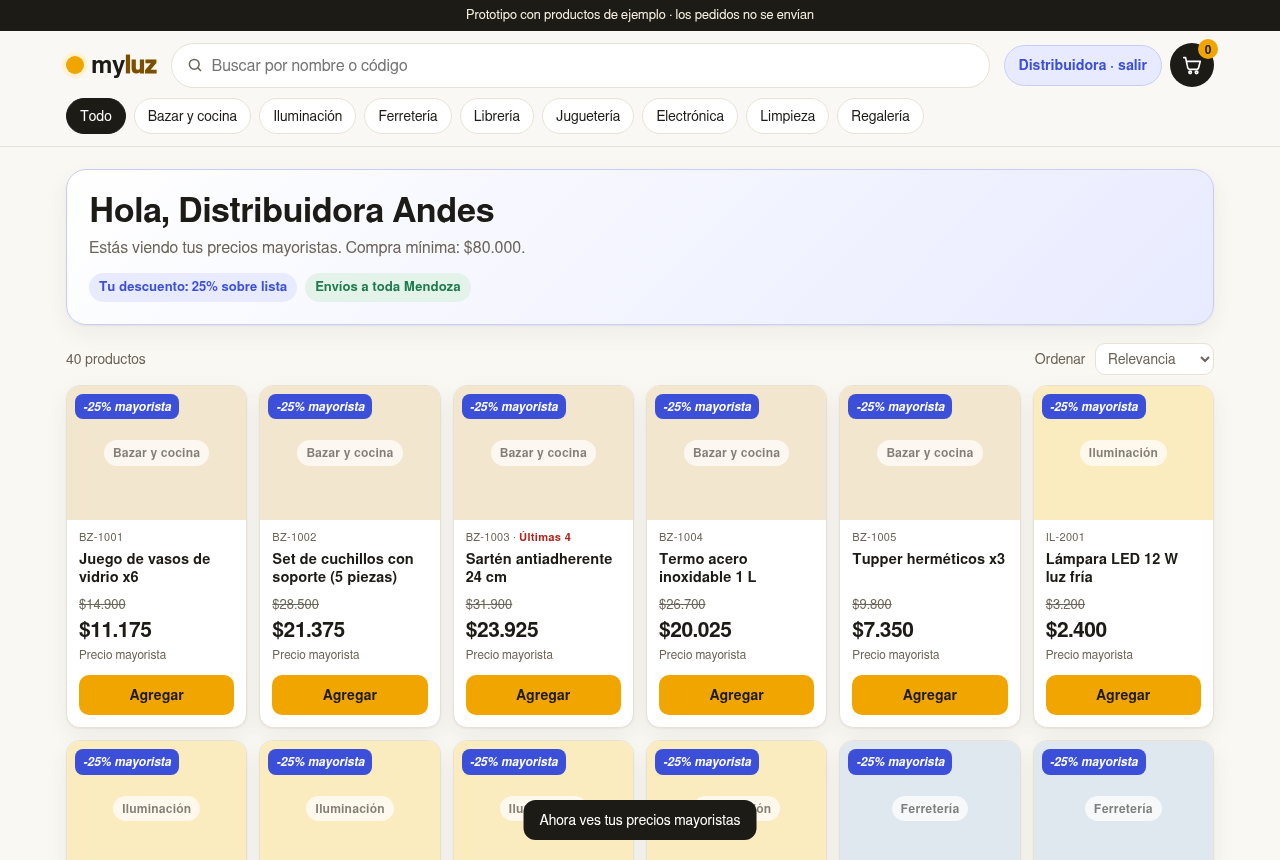 Prototipo con productos de ejemplo · los pedidos no se envían
myluz
Buscar por nombre o código
Distribuidora · salir
0
Todo
Bazar y cocina
Iluminación
Ferretería
Librería
Juguetería
Electrónica
Limpieza
Regalería
Hola, Distribuidora Andes
Estás viendo tus precios mayoristas. Compra mínima: $80.000.
Tu descuento: 25% sobre lista
Envíos a toda Mendoza
40 productos
Ordenar
Relevancia
-25% mayorista
Bazar y cocina
BZ-1001
Juego de vasos de
vidrio x6
$14.900
$11.175
Precio mayorista
Agregar
-25% mayorista
Bazar y cocina
BZ-1002
Set de cuchillos con
soporte (5 piezas)
$28.500
$21.375
Precio mayorista
Agregar
-25% mayorista
Bazar y cocina
BZ-1003 · Últimas 4
Sartén antiadherente
24 cm
$31.900
$23.925
Precio mayorista
Agregar
-25% mayorista
Bazar y cocina
BZ-1004
Termo acero
inoxidable 1 L
$26.700
$20.025
Precio mayorista
Agregar
-25% mayorista
Bazar y cocina
BZ-1005
Tupper herméticos x3
$9.800
$7.350
Precio mayorista
Agregar
-25% mayorista
Iluminación
IL-2001
Lámpara LED 12 W
luz fría
$3.200
$2.400
Precio mayorista
Agregar
-25% mayorista
Iluminación
-25% mayorista
Iluminación
-25% mayorista
-25% mayorista
-25% mayorista
Ferretería
-25% mayorista
Ferretería
Ahora ves tus precios mayoristas